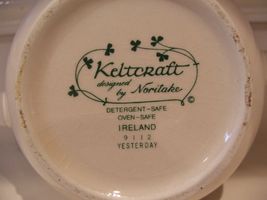 Keltcraft
designed
by Noritake
©
DETERGENT-SAFE
OVEN-SAFE
IRELAND
9112
YESTERDAY